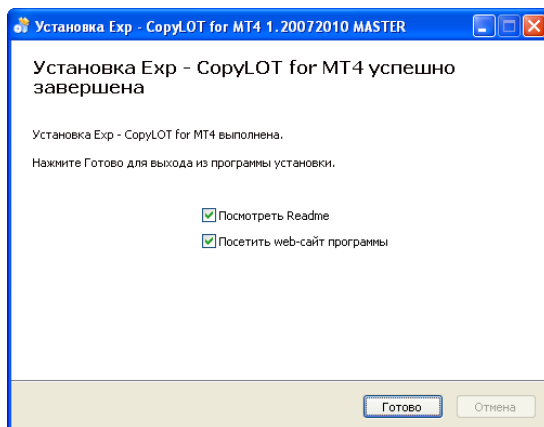 Установка Exp - CopyLOT for MT4 1.20072010 MASTER
Установка Exp - CopyLOT for MT4 успешно
завершена
Установка Exp - CopyLOT for MT4 выполнена.
Нажмите Готово для выхода из программы установки.
Посмотреть Readme
Посетить web-сайт программы
Готово
Отмена